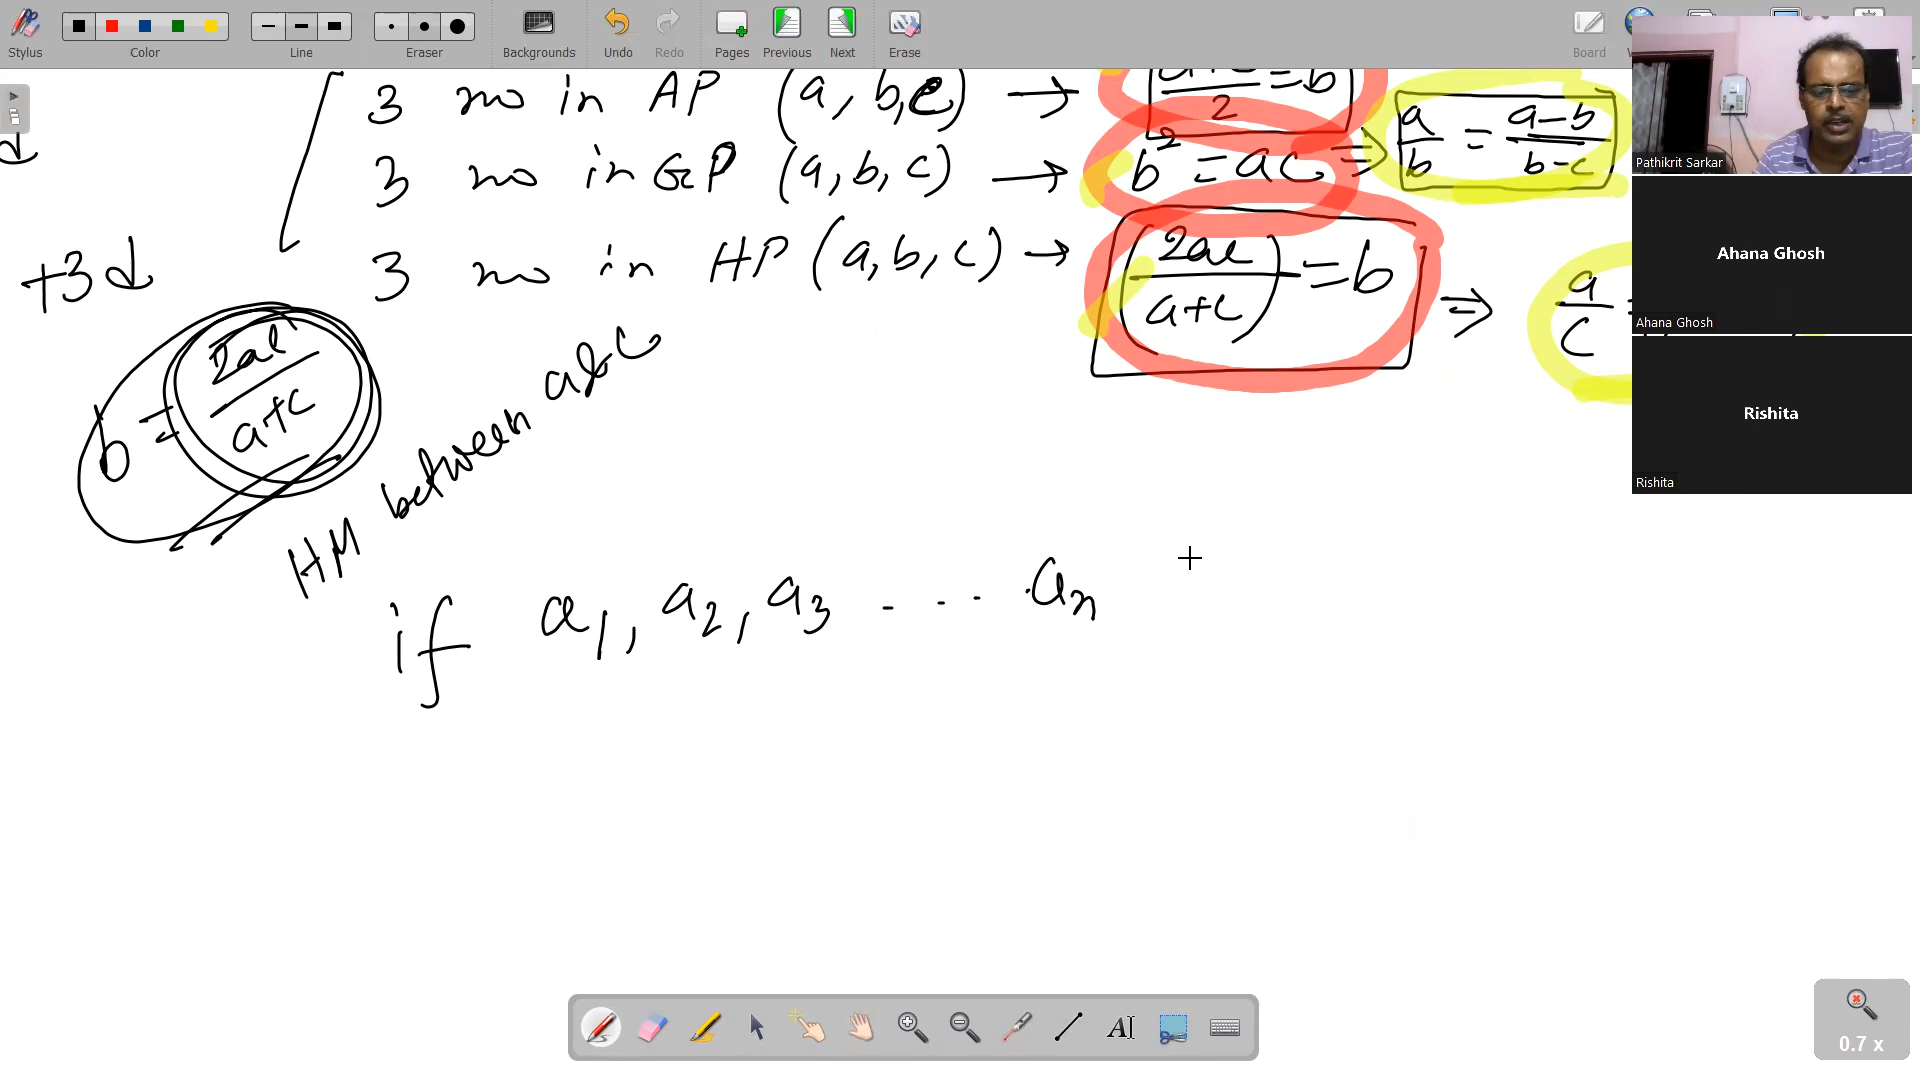 Stylus Color Line Eraser Backgrounds Undo Redo Pages Previous Next Erase Board
3 no in AP (a, b, c) → a+c/2 = b
3 no in GP (a, b, c) → b² = ac ⇒ a/b = a-b/b-c
3 no in HP (a, b, c) → (2ac/a+c) = b ⇒ a/c
d
+3d
b = 2ac/a+c
HM between a & c
if a₁, a₂, a₃ ..... aₙ
Pathikrit Sarkar
Ahana Ghosh
Ahana Ghosh
Rishita
Rishita
AI
0.7 x